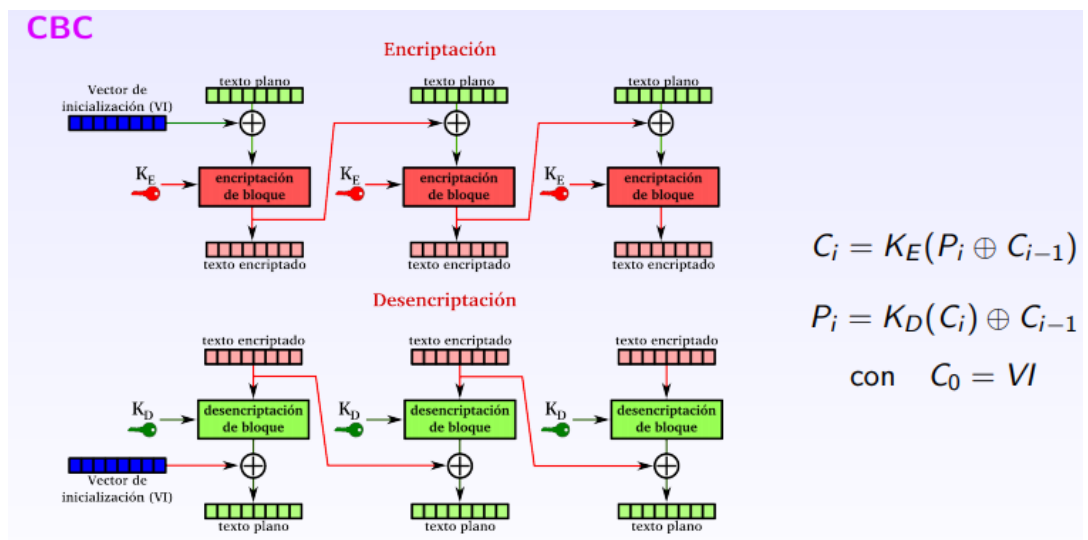 CBC
Encriptación
Vector de
inicialización (VI)
texto plano
texto plano
texto plano
K_E
encriptación
de bloque
K_E
encriptación
de bloque
K_E
encriptación
de bloque
texto encriptado
texto encriptado
texto encriptado
C_i = K_E(P_i ⊕ C_{i−1})
Desencriptación
P_i = K_D(C_i) ⊕ C_{i−1}
texto encriptado
texto encriptado
texto encriptado
con C_0 = VI
K_D
desencriptación
de bloque
K_D
desencriptación
de bloque
K_D
desencriptación
de bloque
Vector de
inicialización (VI)
texto plano
texto plano
texto plano